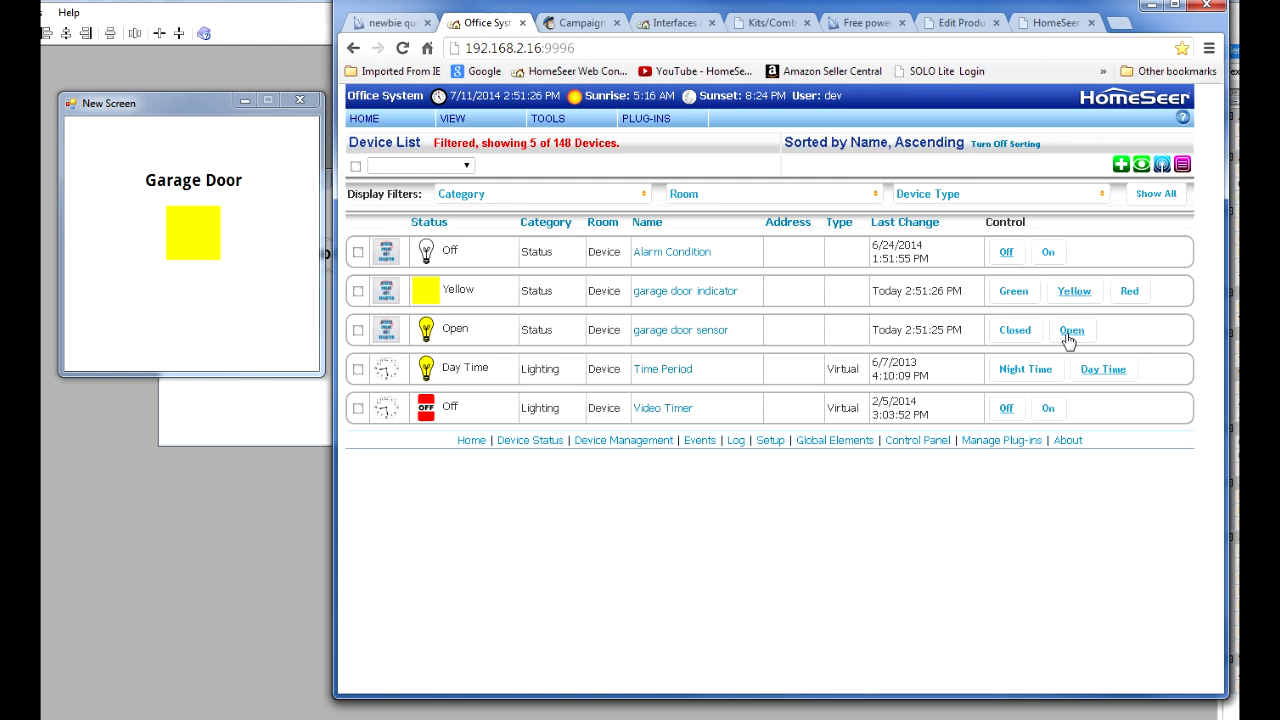 Help
New Screen
Garage Door
newbie qu
Office Syst
Campaign
Interfaces
Kits/Comb
Free power
Edit Produ
HomeSeer
192.168.2.16:9996
Imported From IE
Google
HomeSeer Web Con...
YouTube - HomeSe...
Amazon Seller Central
SOLO Lite Login
»
Other bookmarks
Office System 7/11/2014 2:51:25 PM Sunrise: 5:16 AM Sunset: 8:24 PM User: dev
HOMESEER
HOME VIEW TOOLS PLUG-INS
Device List Filtered, showing 5 of 148 Devices. Sorted by Name, Ascending Turn Off Sorting
Display Filters: Category Room Device Type Show All
Status Category Room Name Address Type Last Change Control
Off Status Device Alarm Condition 6/24/2014 1:51:55 PM Off On
Yellow Status Device garage door indicator Today 2:51:26 PM Green Yellow Red
Open Status Device garage door sensor Today 2:51:25 PM Closed Open
Day Time Lighting Device Time Period Virtual 6/7/2013 4:10:09 PM Night Time Day Time
OFF Off Lighting Device Video Timer Virtual 2/5/2014 3:03:52 PM Off On
Home | Device Status | Device Management | Events | Log | Setup | Global Elements | Control Panel | Manage Plug-ins | About